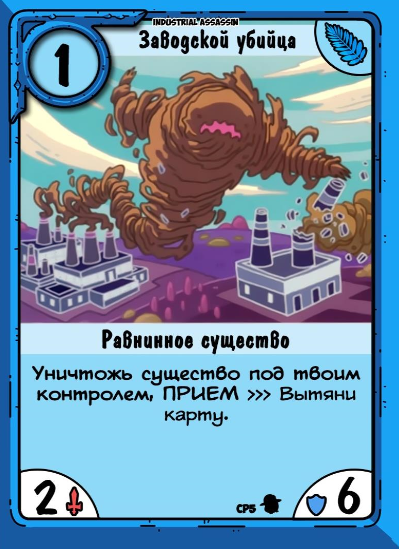 INDUSTRIAL ASSASSIN
1
Заводской убийца
Равнинное существо
Уничтожь существо под твоим
контролем, ПРИЕМ >>> Вытяни
карту.
2
CP5
6